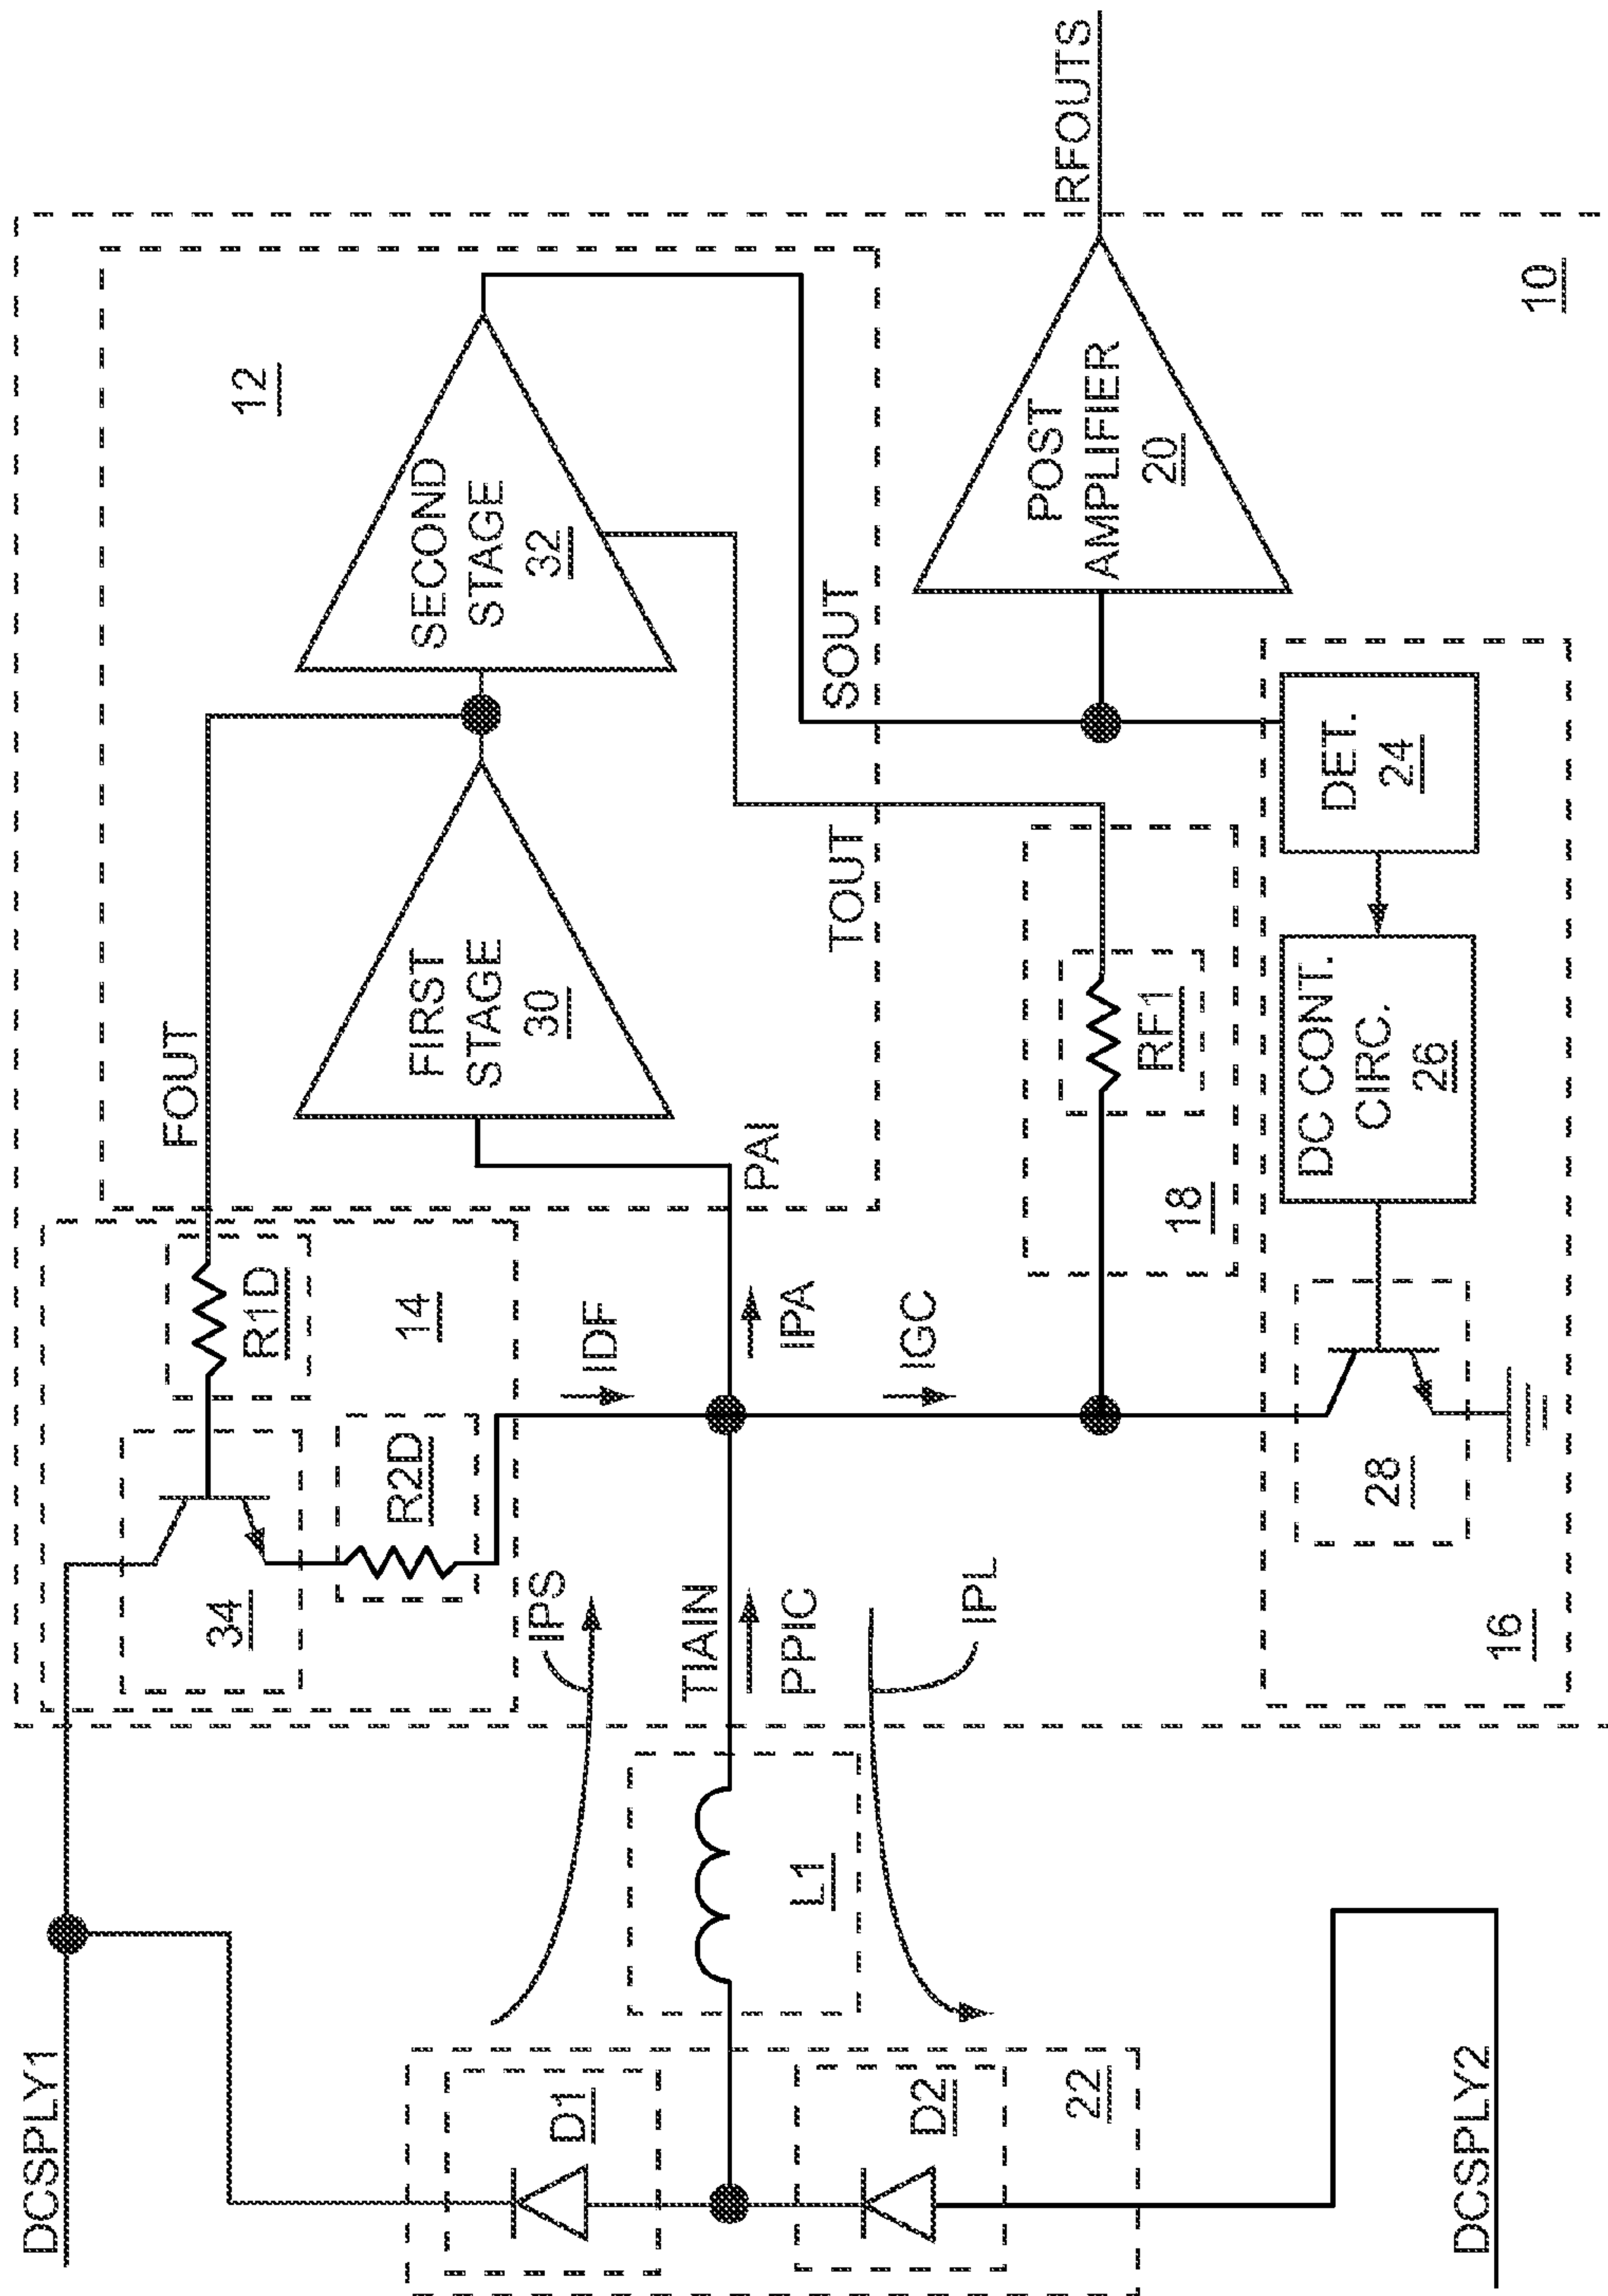 DCSPLY1
FOUT
12
R1D
14
34
R2D
FIRST
STAGE
30
SECOND
STAGE
32
IDF
IPS
D1
TIAIN
PPIC
IPA
PAI
TOUT
SOUT
L1
IGC
IPL
D2
22
RF1
18
POST
AMPLIFIER
20
RFOUTS
28
DC CONT.
CIRC.
26
DET.
24
16
10
DCSPLY2